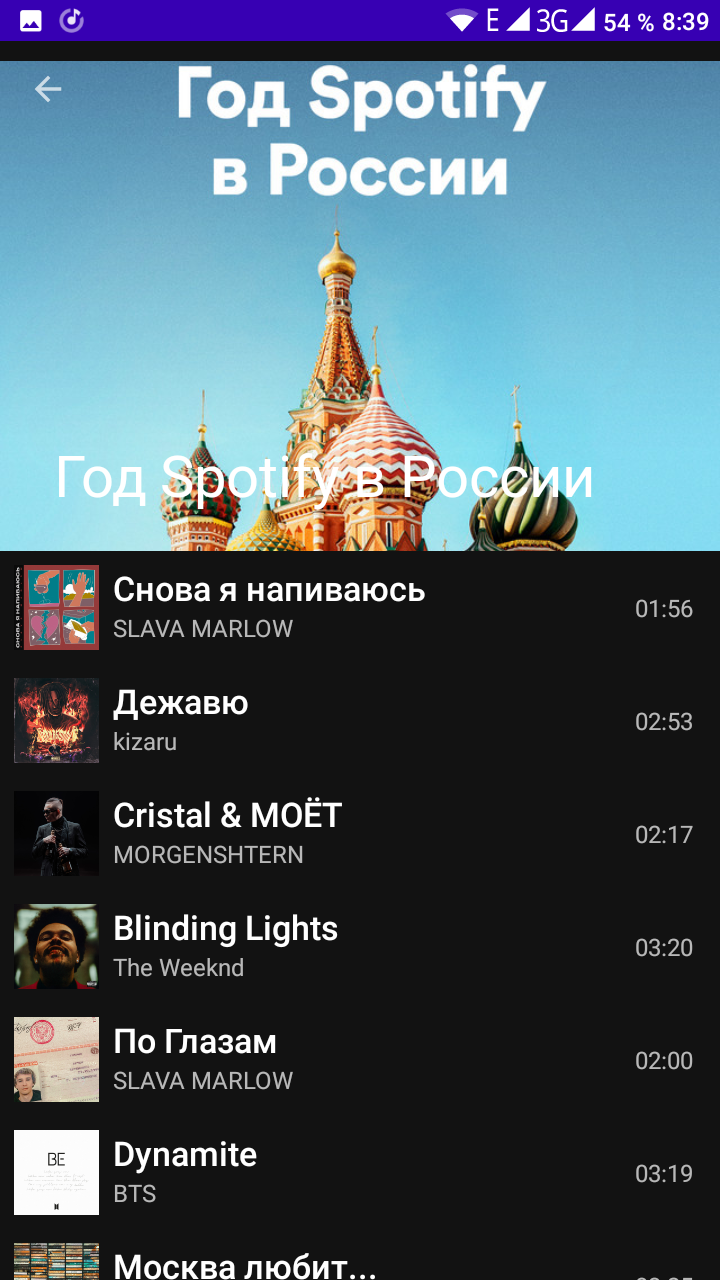 E 3G 54 % 8:39
Год Spotify
в России
Год Spotify в России
СНОВА Я НАПИВАЮСЬ
Снова я напиваюсь
SLAVA MARLOW
01:56
Дежавю
kizaru
02:53
Cristal & МОЁТ
MORGENSHTERN
02:17
Blinding Lights
The Weeknd
03:20
По Глазам
SLAVA MARLOW
02:00
BE
Dynamite
BTS
03:19
Москва любит...